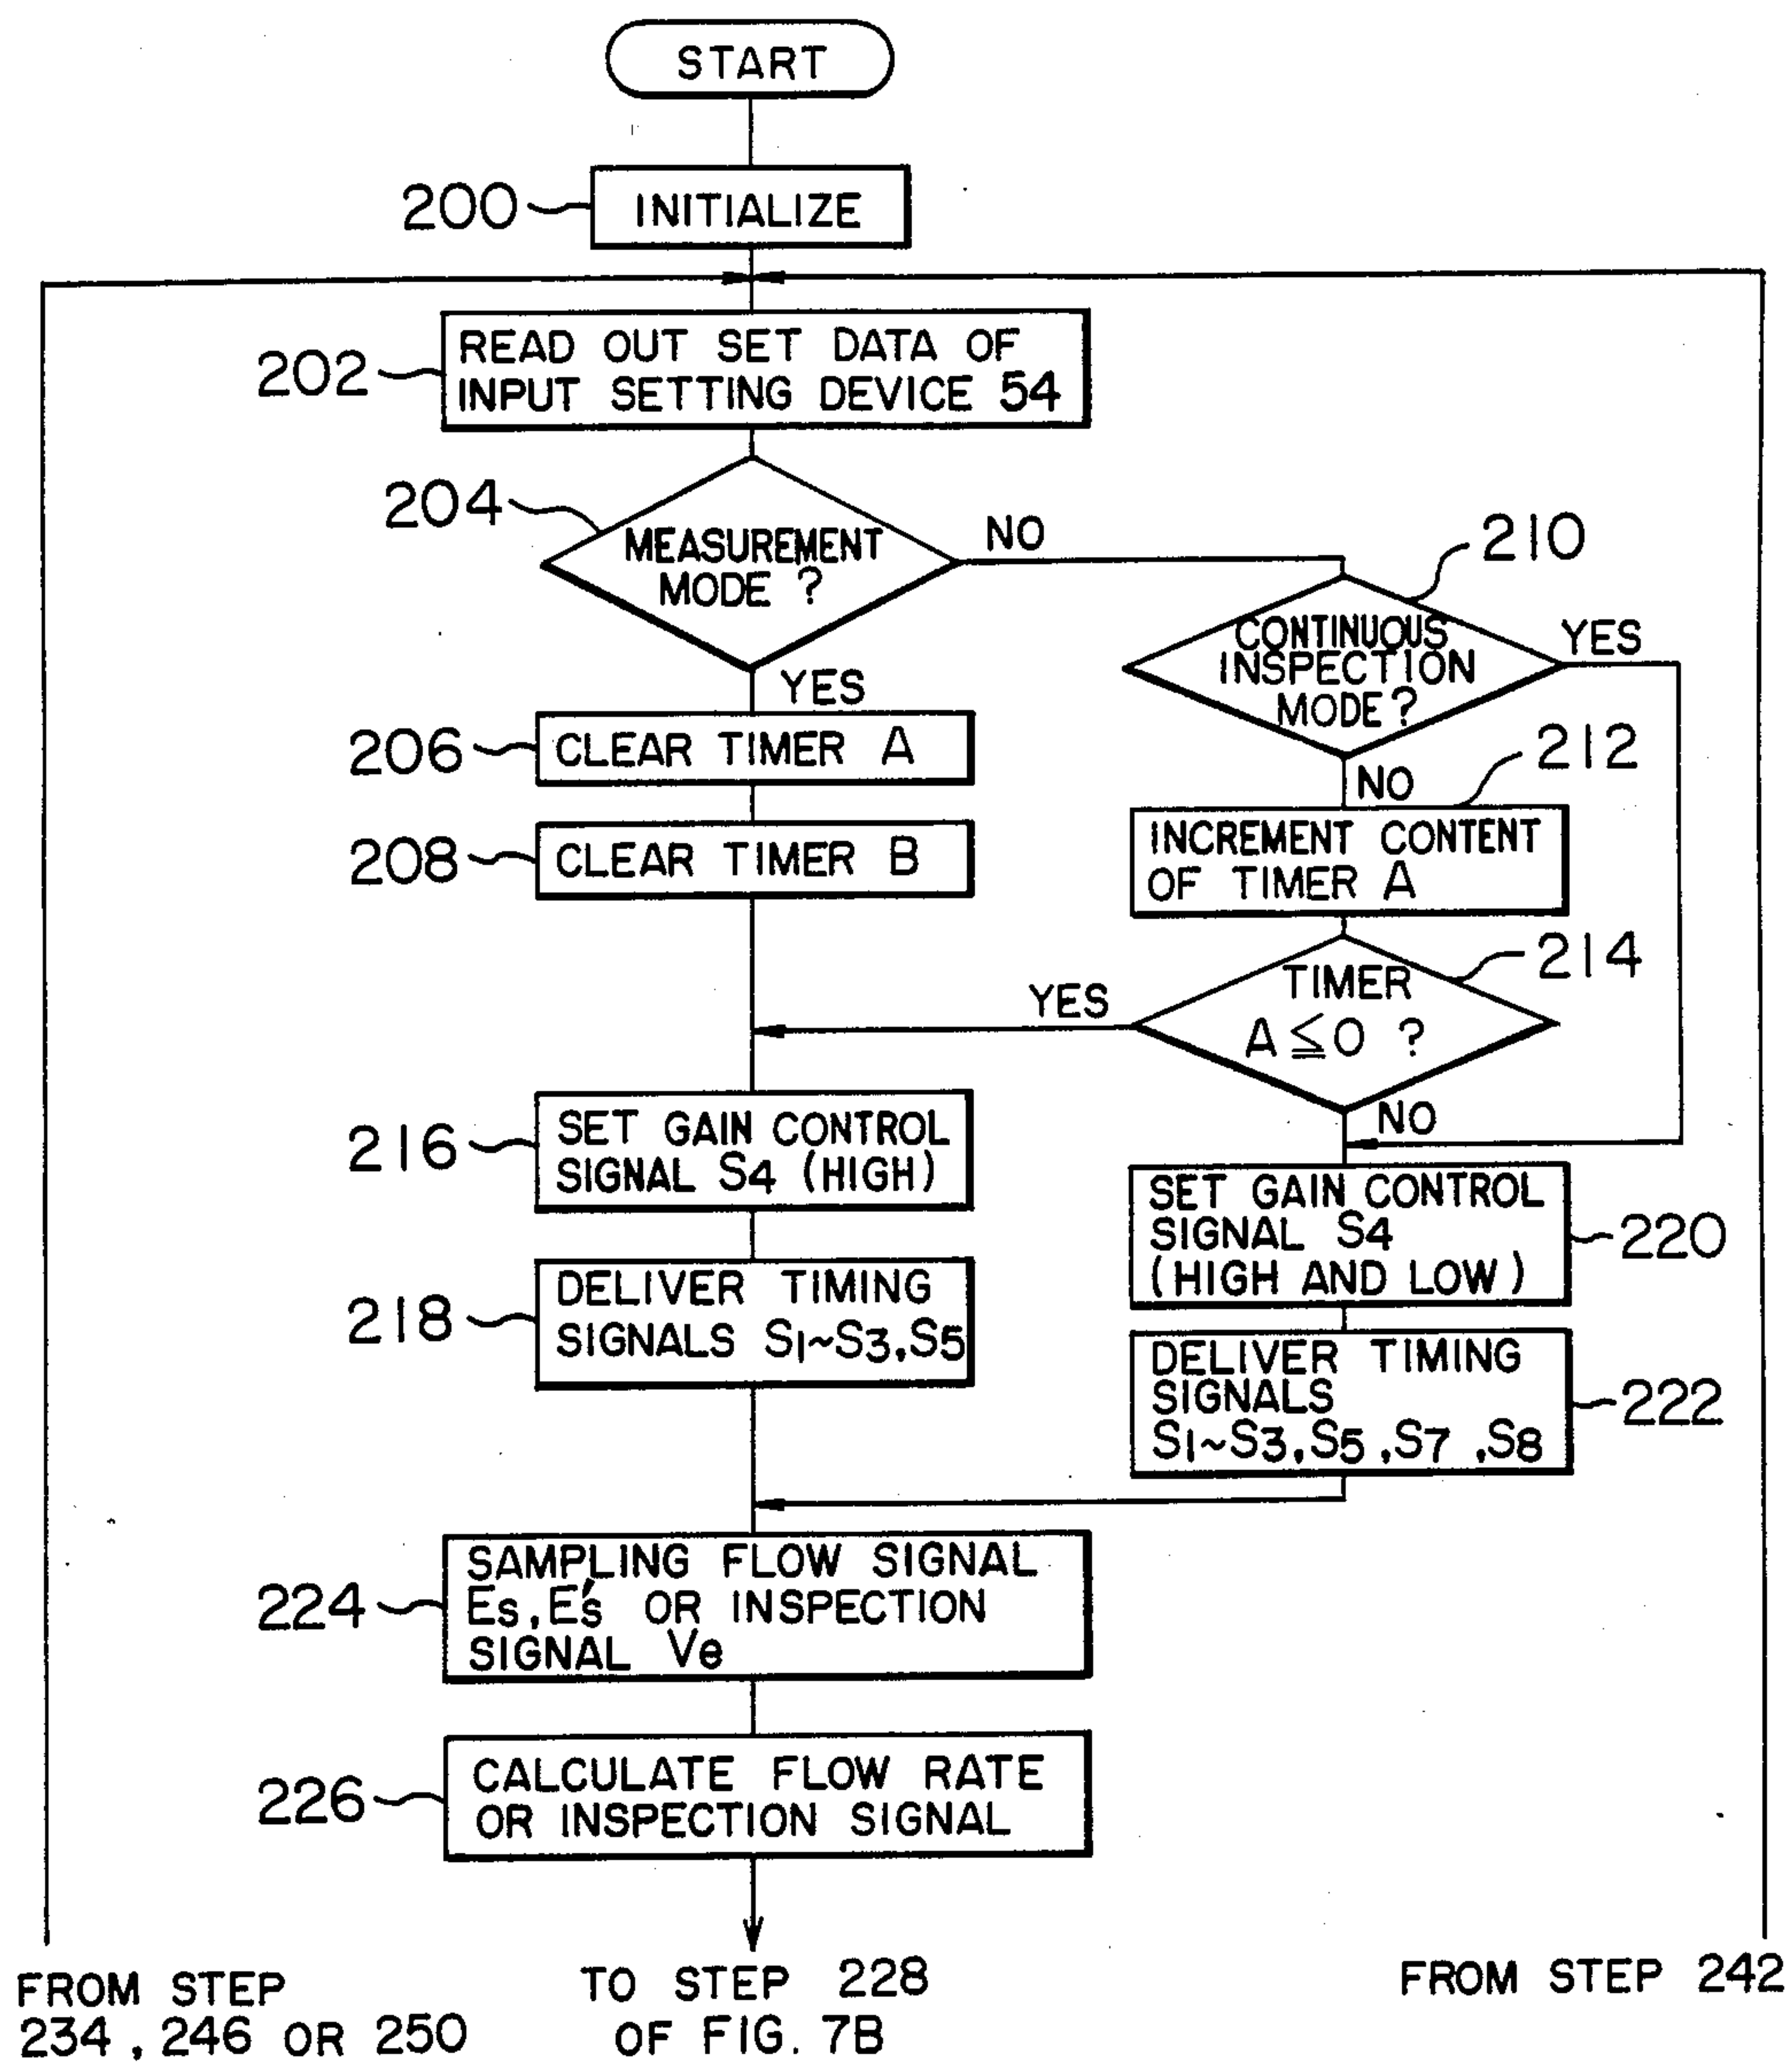 START
200
INITIALIZE
202
READ OUT SET DATA OF
INPUT SETTING DEVICE 54
204
MEASUREMENT
MODE ?
NO
YES
210
CONTINUOUS
INSPECTION
MODE?
YES
NO
206
CLEAR TIMER A
212
INCREMENT CONTENT
OF TIMER A
208
CLEAR TIMER B
214
TIMER
A ≦ 0 ?
YES
NO
216
SET GAIN CONTROL
SIGNAL S4 (HIGH)
220
SET GAIN CONTROL
SIGNAL S4
(HIGH AND LOW)
218
DELIVER TIMING
SIGNALS S1~S3,S5
222
DELIVER TIMING
SIGNALS
S1~S3,S5,S7,S8
224
SAMPLING FLOW SIGNAL
Es,E's OR INSPECTION
SIGNAL Ve
226
CALCULATE FLOW RATE
OR INSPECTION SIGNAL
FROM STEP
234, 246 OR 250
TO STEP 228
OF FIG. 7B
FROM STEP 242